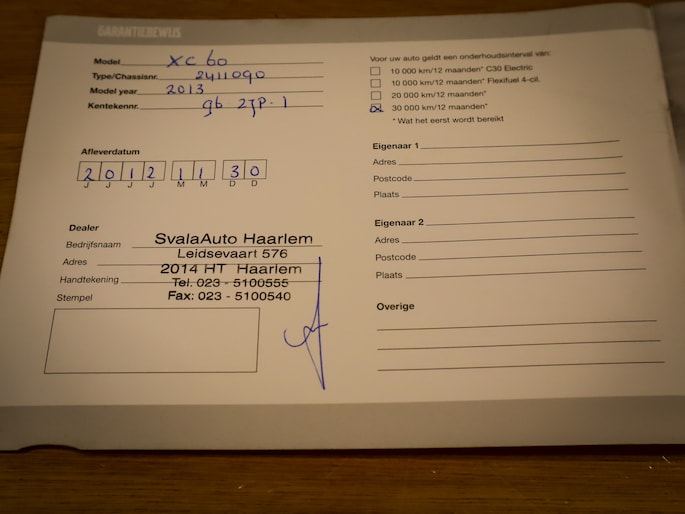 GARANTIEBEWIJS
Model XC 60
Type/Chassisnr. 2411090
Model year 2013
Kentekennr. gb 27P.1
Afleverdatum
2 0 1 2 1 1 3 0
J J J J M M D D
Dealer
Bedrijfsnaam SvalaAuto Haarlem
Adres Leidsevaart 576
2014 HT Haarlem
Handtekening Tel. 023 - 5100555
Stempel Fax: 023 - 5100540
Voor uw auto geldt een onderhoudsinterval van:
10 000 km/12 maanden* C30 Electric
10 000 km/12 maanden* Flexifuel 4-cil.
20 000 km/12 maanden*
30 000 km/12 maanden*
* Wat het eerst wordt bereikt
Eigenaar 1
Adres
Postcode
Plaats
Eigenaar 2
Adres
Postcode
Plaats
Overige